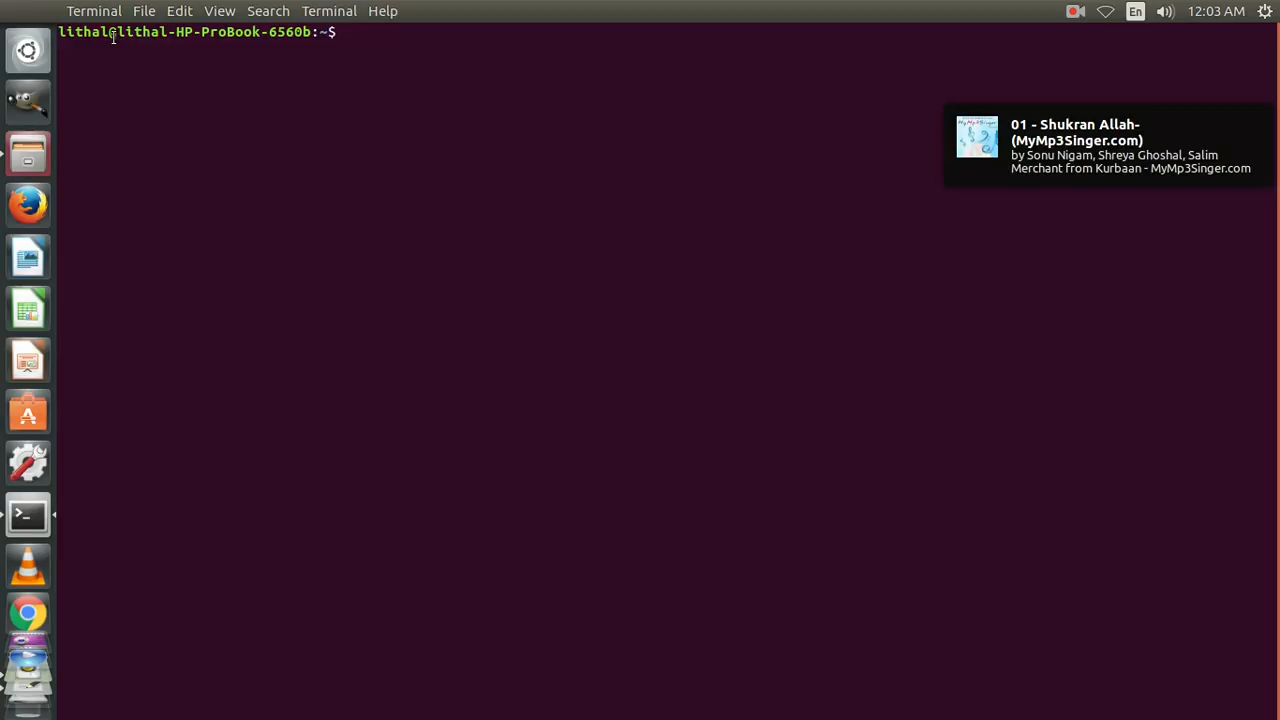 Terminal File Edit View Search Terminal Help En 12:03 AM
lithal@lithal-HP-ProBook-6560b:~$
01 - Shukran Allah-
(MyMp3Singer.com)
by Sonu Nigam, Shreya Ghoshal, Salim
Merchant from Kurbaan - MyMp3Singer.com